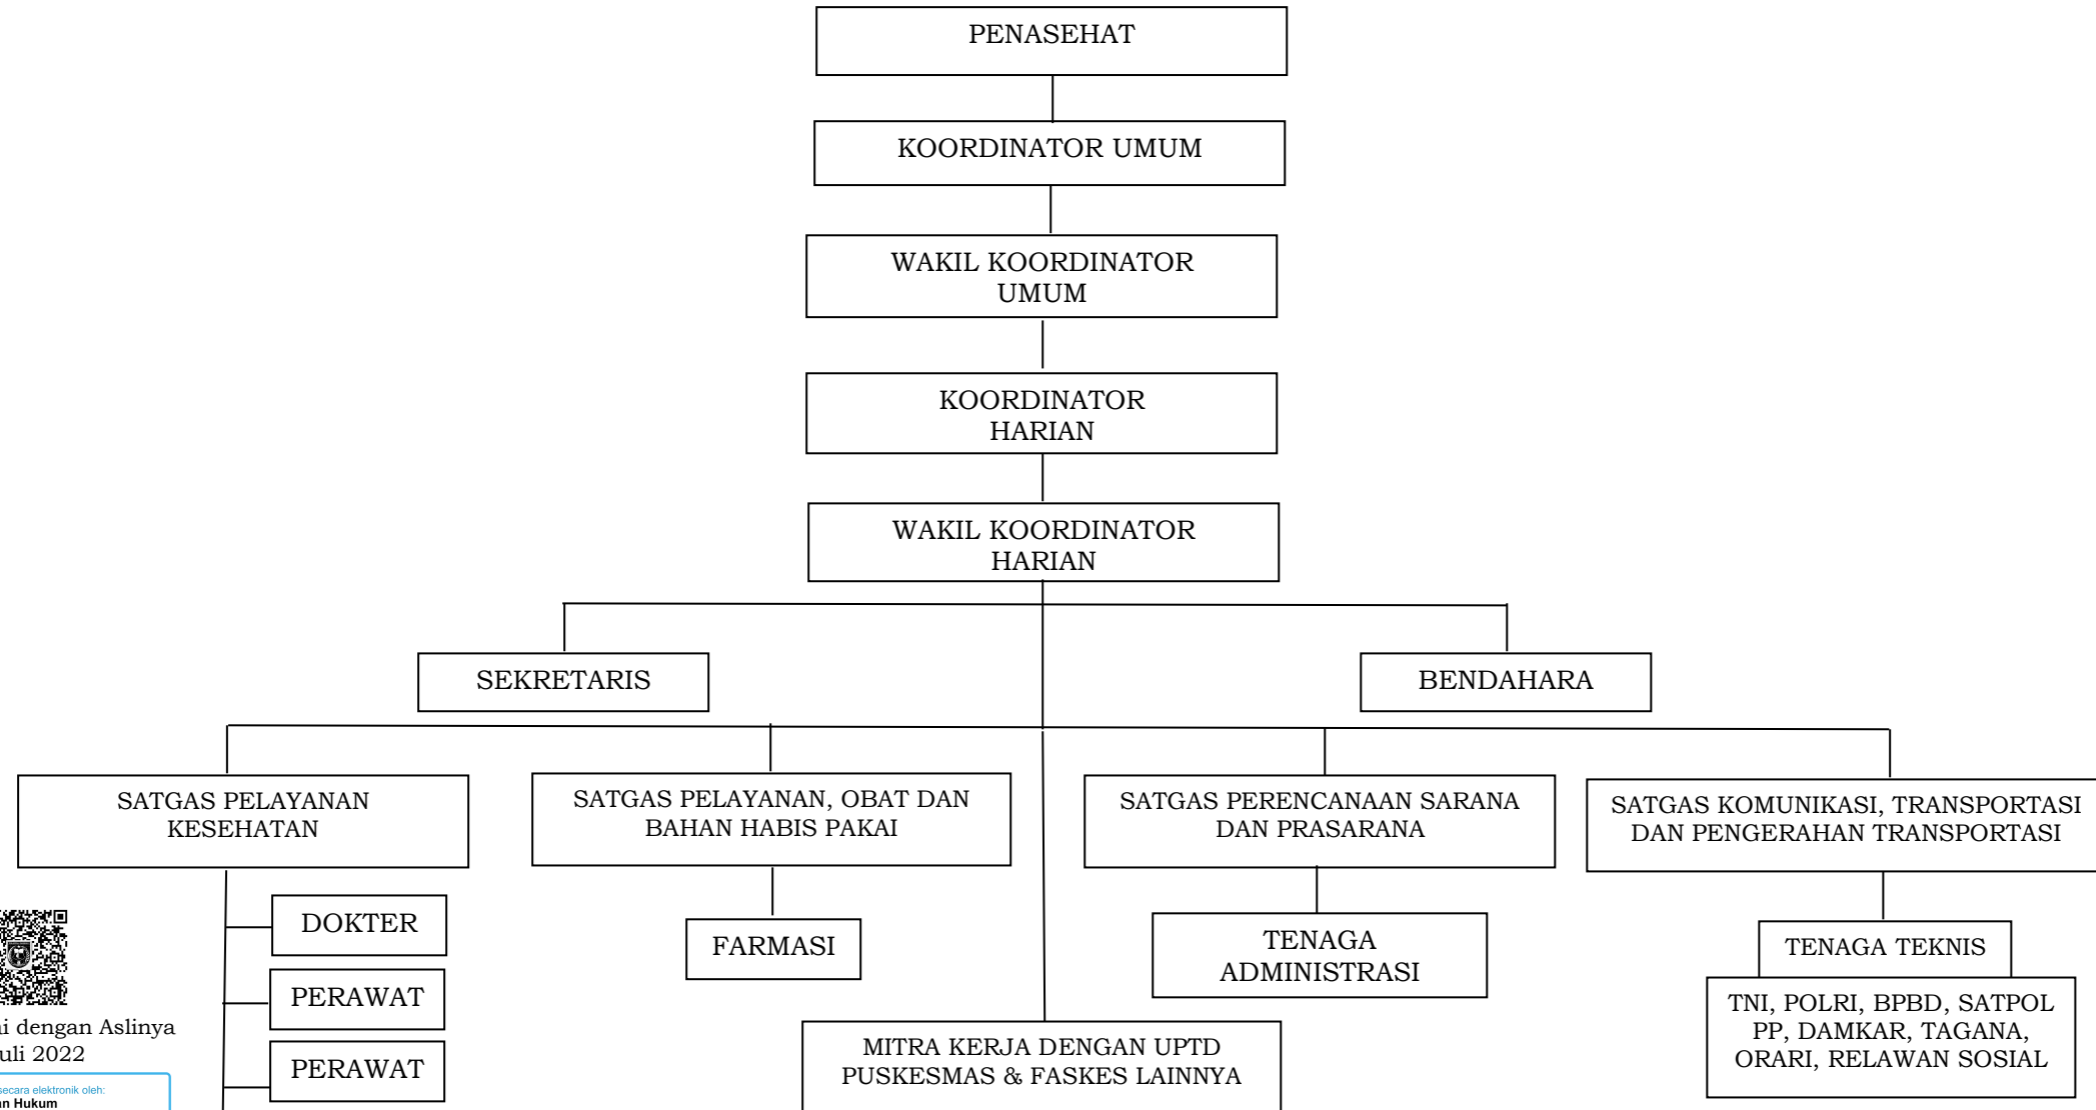 PENASEHAT
KOORDINATOR UMUM
WAKIL KOORDINATOR
UMUM
KOORDINATOR
HARIAN
WAKIL KOORDINATOR
HARIAN
SEKRETARIS
BENDAHARA
SATGAS PELAYANAN
KESEHATAN
SATGAS PELAYANAN, OBAT DAN
BAHAN HABIS PAKAI
SATGAS PERENCANAAN SARANA
DAN PRASARANA
SATGAS KOMUNIKASI, TRANSPORTASI
DAN PENGERAHAN TRANSPORTASI
DOKTER
PERAWAT
PERAWAT
FARMASI
TENAGA
ADMINISTRASI
TENAGA TEKNIS
TNI, POLRI, BPBD, SATPOL
PP, DAMKAR, TAGANA,
ORARI, RELAWAN SOSIAL
MITRA KERJA DENGAN UPTD
PUSKESMAS & FASKES LAINNYA
dengan Aslinya
2022
secara elektronik oleh:
Hukum